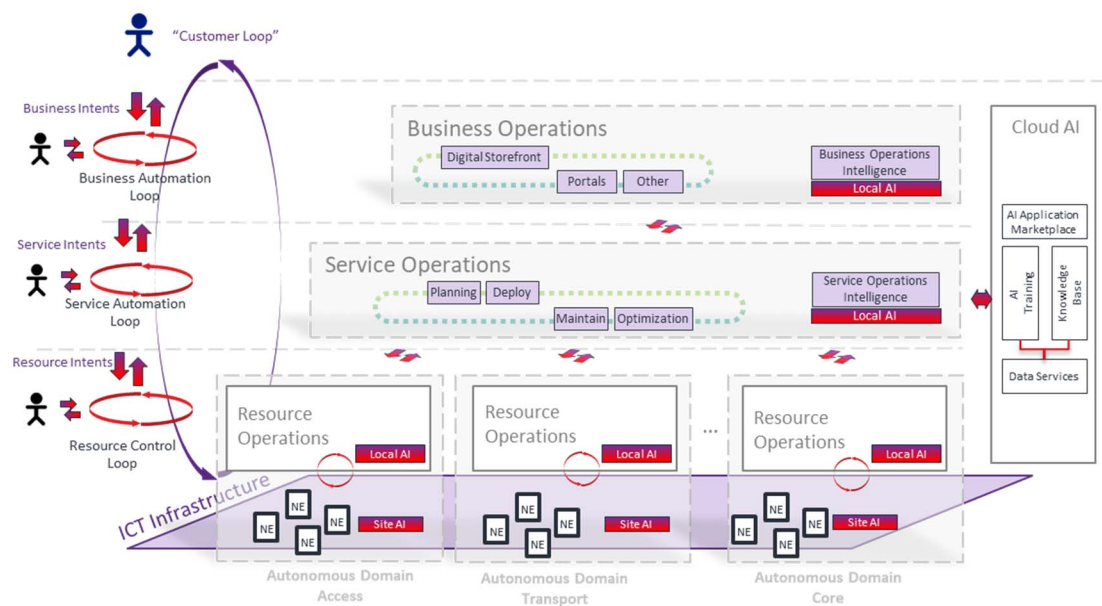 “Customer Loop”
Business Intents
Business Automation
Loop
Service Intents
Service Automation
Loop
Resource Intents
Resource Control
Loop
Business Operations
Digital Storefront
Portals
Other
Business Operations
Intelligence
Local AI
Service Operations
Planning
Deploy
Maintain
Optimization
Service Operations
Intelligence
Local AI
Cloud AI
AI Application
Marketplace
AI
Training
Knowledge
Base
Data Services
Resource
Operations
Local AI
Resource
Operations
Local AI
...
Resource
Operations
Local AI
ICT Infrastructure
NE
NE
NE
NE
Site AI
NE
NE
NE
NE
Site AI
NE
NE
NE
NE
Site AI
Autonomous Domain
Access
Autonomous Domain
Transport
Autonomous Domain
Core